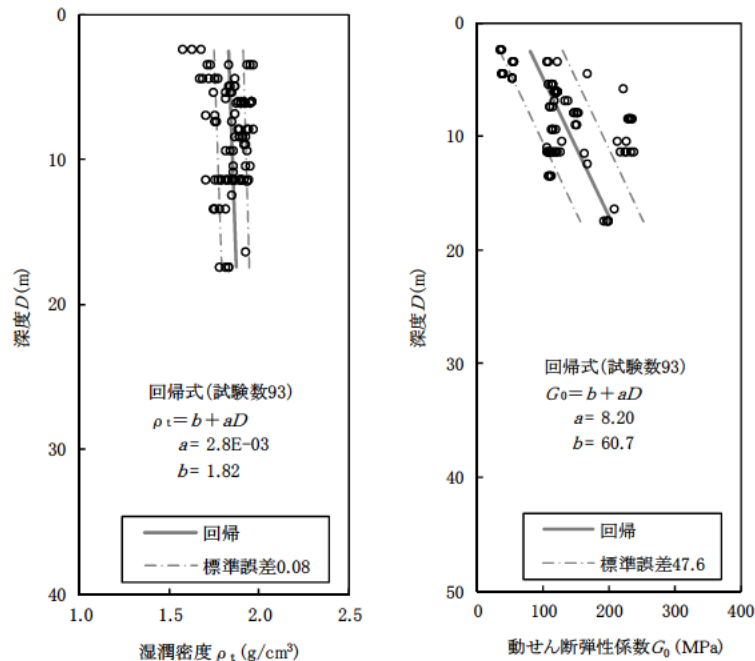 0
10
20
30
40
深度D(m)
回帰式(試験数93)
ρt=b+aD
a= 2.8E-03
b= 1.82
回帰
標準誤差0.08
1.0 1.5 2.0 2.5
湿潤密度 ρt (g/cm³)
0
10
20
30
40
50
深度D(m)
回帰式(試験数93)
G0=b+aD
a= 8.20
b= 60.7
回帰
標準誤差47.6
0 100 200 300 400
動せん断弾性係数G0 (MPa)